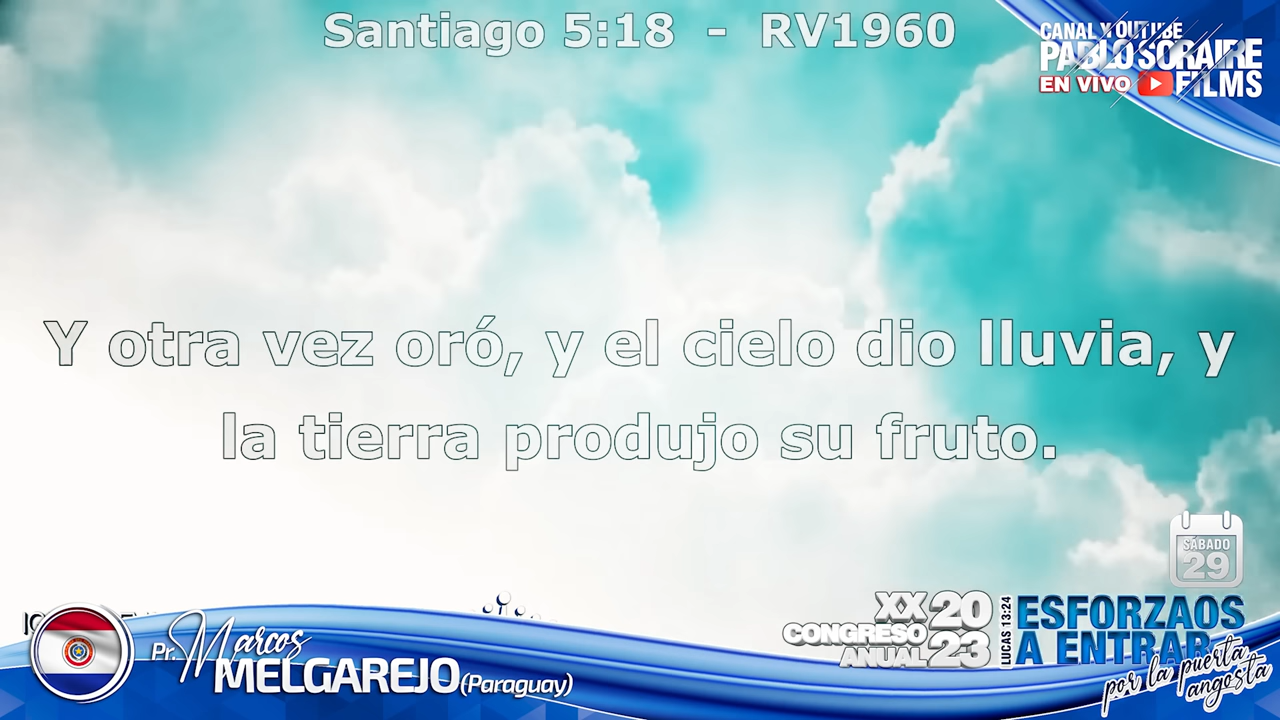 Santiago 5:18 - RV1960
CANAL YOUTUBE
PABLO SORAIRE
EN VIVO FILMS
Y otra vez oró, y el cielo dio lluvia, y
la tierra produjo su fruto.
SÁBADO
29
XX 2023
CONGRESO
ANUAL
LUCAS 13:24
ESFORZAOS
A ENTRAR
por la puerta
angosta
Pr. Marcos
MELGAREJO (Paraguay)